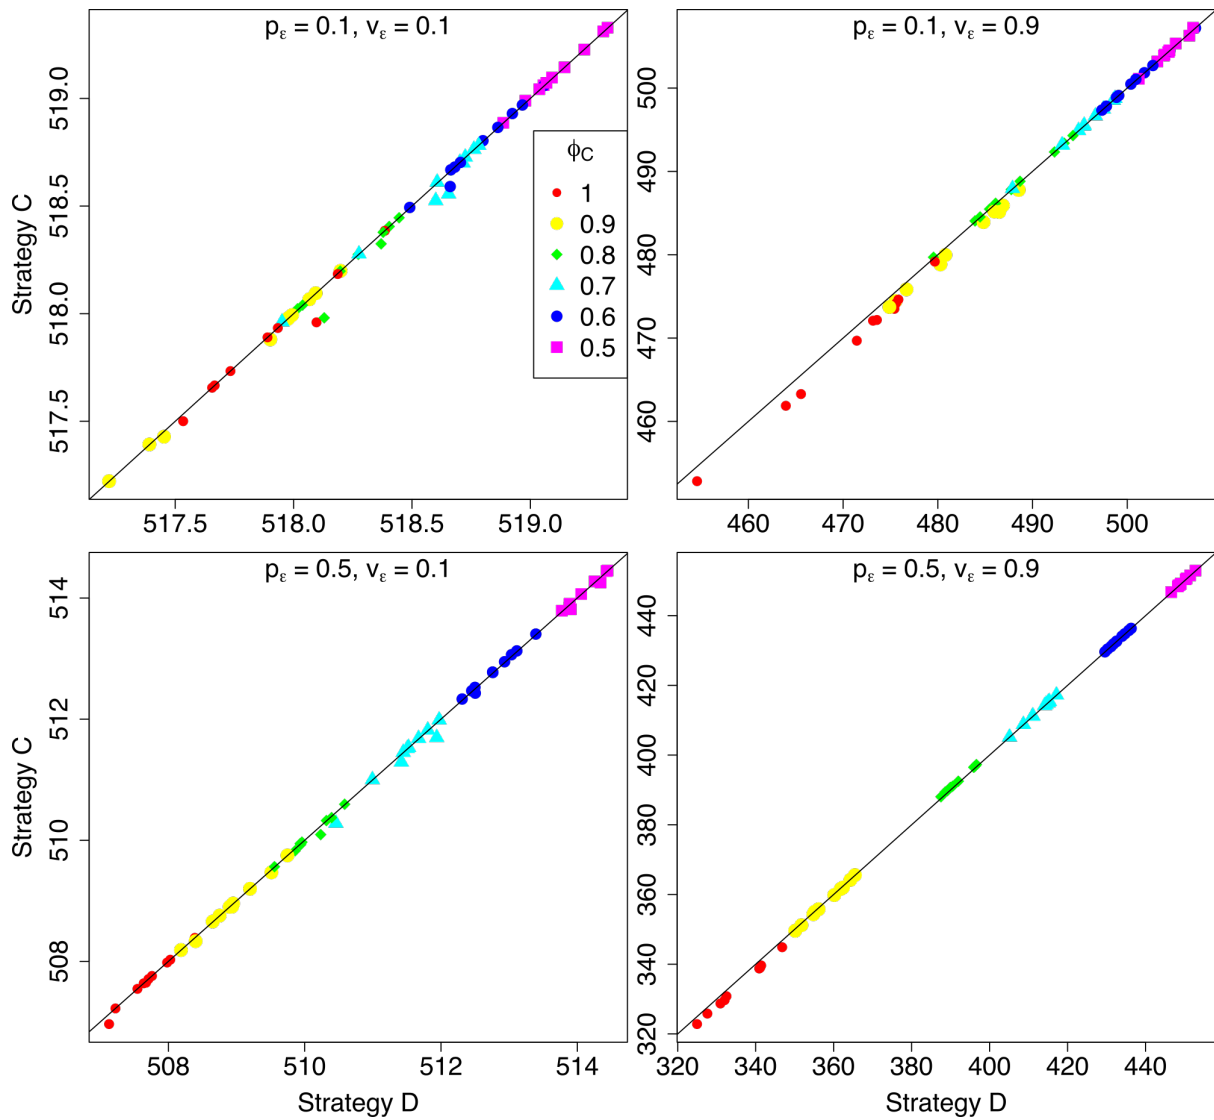 pε = 0.1, vε = 0.1
Strategy C
519.0
518.5
518.0
517.5
517.5 518.0 518.5 519.0
ϕC
1
0.9
0.8
0.7
0.6
0.5
pε = 0.1, vε = 0.9
500
490
480
470
460
460 470 480 490 500
pε = 0.5, vε = 0.1
Strategy C
514
512
510
508
508 510 512 514
Strategy D
pε = 0.5, vε = 0.9
440
420
400
380
360
340
320
320 340 360 380 400 420 440
Strategy D